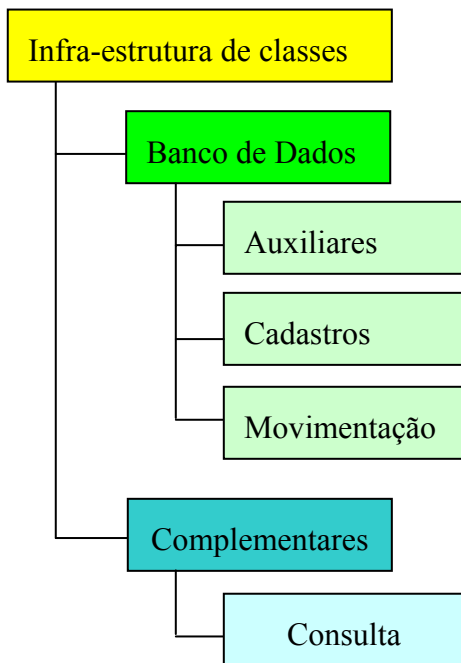 Infra-estrutura de classes
Banco de Dados
Auxiliares
Cadastros
Movimentação
Complementares
Consulta